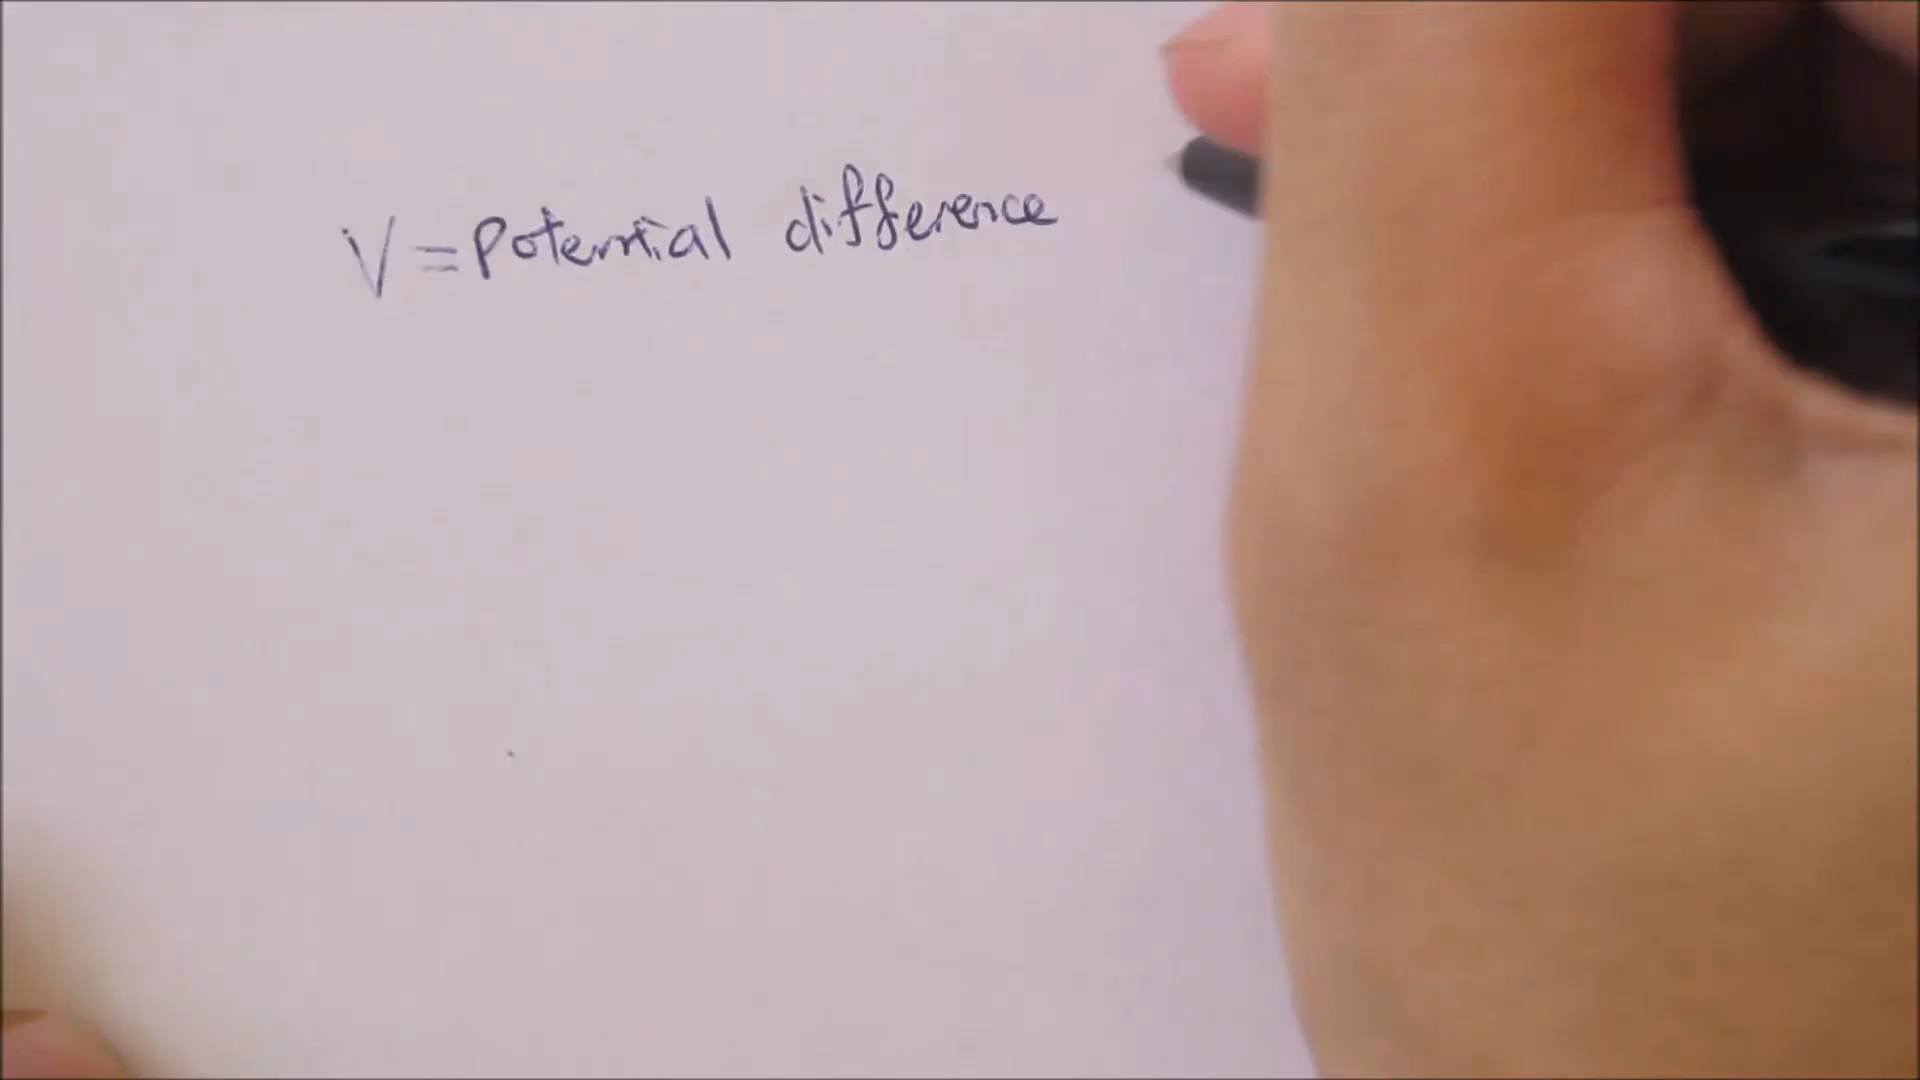 V = Potential difference